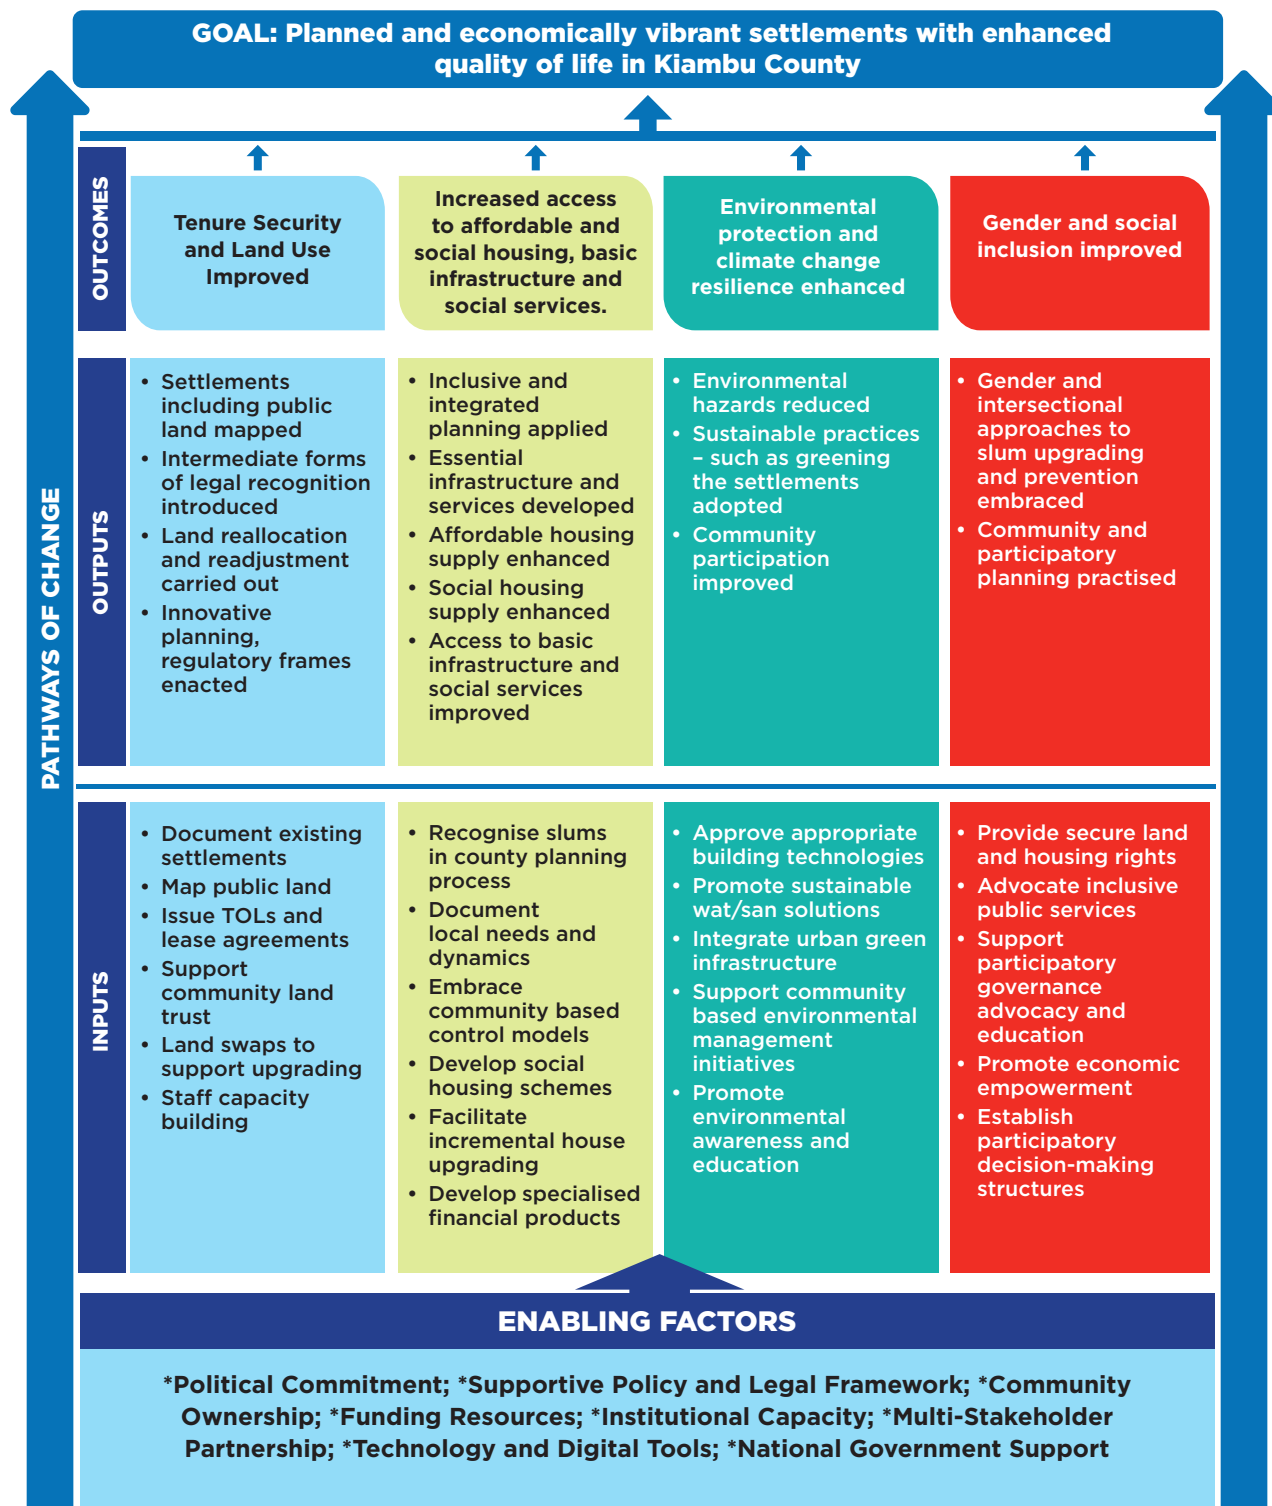 GOAL: Planned and economically vibrant settlements with enhanced
quality of life in Kiambu County
PATHWAYS OF CHANGE
OUTCOMES
Tenure Security
and Land Use
Improved
Increased access
to affordable and
social housing, basic
infrastructure and
social services.
Environmental
protection and
climate change
resilience enhanced
Gender and social
inclusion improved
OUTPUTS
• Settlements
including public
land mapped
• Intermediate forms
of legal recognition
introduced
• Land reallocation
and readjustment
carried out
• Innovative
planning,
regulatory frames
enacted
• Inclusive and
integrated
planning applied
• Essential
infrastructure and
services developed
• Affordable housing
supply enhanced
• Social housing
supply enhanced
• Access to basic
infrastructure and
social services
improved
• Environmental
hazards reduced
• Sustainable practices
– such as greening
the settlements
adopted
• Community
participation
improved
• Gender and
intersectional
approaches to
slum upgrading
and prevention
embraced
• Community and
participatory
planning practised
INPUTS
• Document existing
settlements
• Map public land
• Issue TOLs and
lease agreements
• Support
community land
trust
• Land swaps to
support upgrading
• Staff capacity
building
• Recognise slums
in county planning
process
• Document
local needs and
dynamics
• Embrace
community based
control models
• Develop social
housing schemes
• Facilitate
incremental house
upgrading
• Develop specialised
financial products
• Approve appropriate
building technologies
• Promote sustainable
wat/san solutions
• Integrate urban green
infrastructure
• Support community
based environmental
management
initiatives
• Promote
environmental
awareness and
education
• Provide secure land
and housing rights
• Advocate inclusive
public services
• Support
participatory
governance
advocacy and
education
• Promote economic
empowerment
• Establish
participatory
decision-making
structures
ENABLING FACTORS
*Political Commitment; *Supportive Policy and Legal Framework; *Community
Ownership; *Funding Resources; *Institutional Capacity; *Multi-Stakeholder
Partnership; *Technology and Digital Tools; *National Government Support